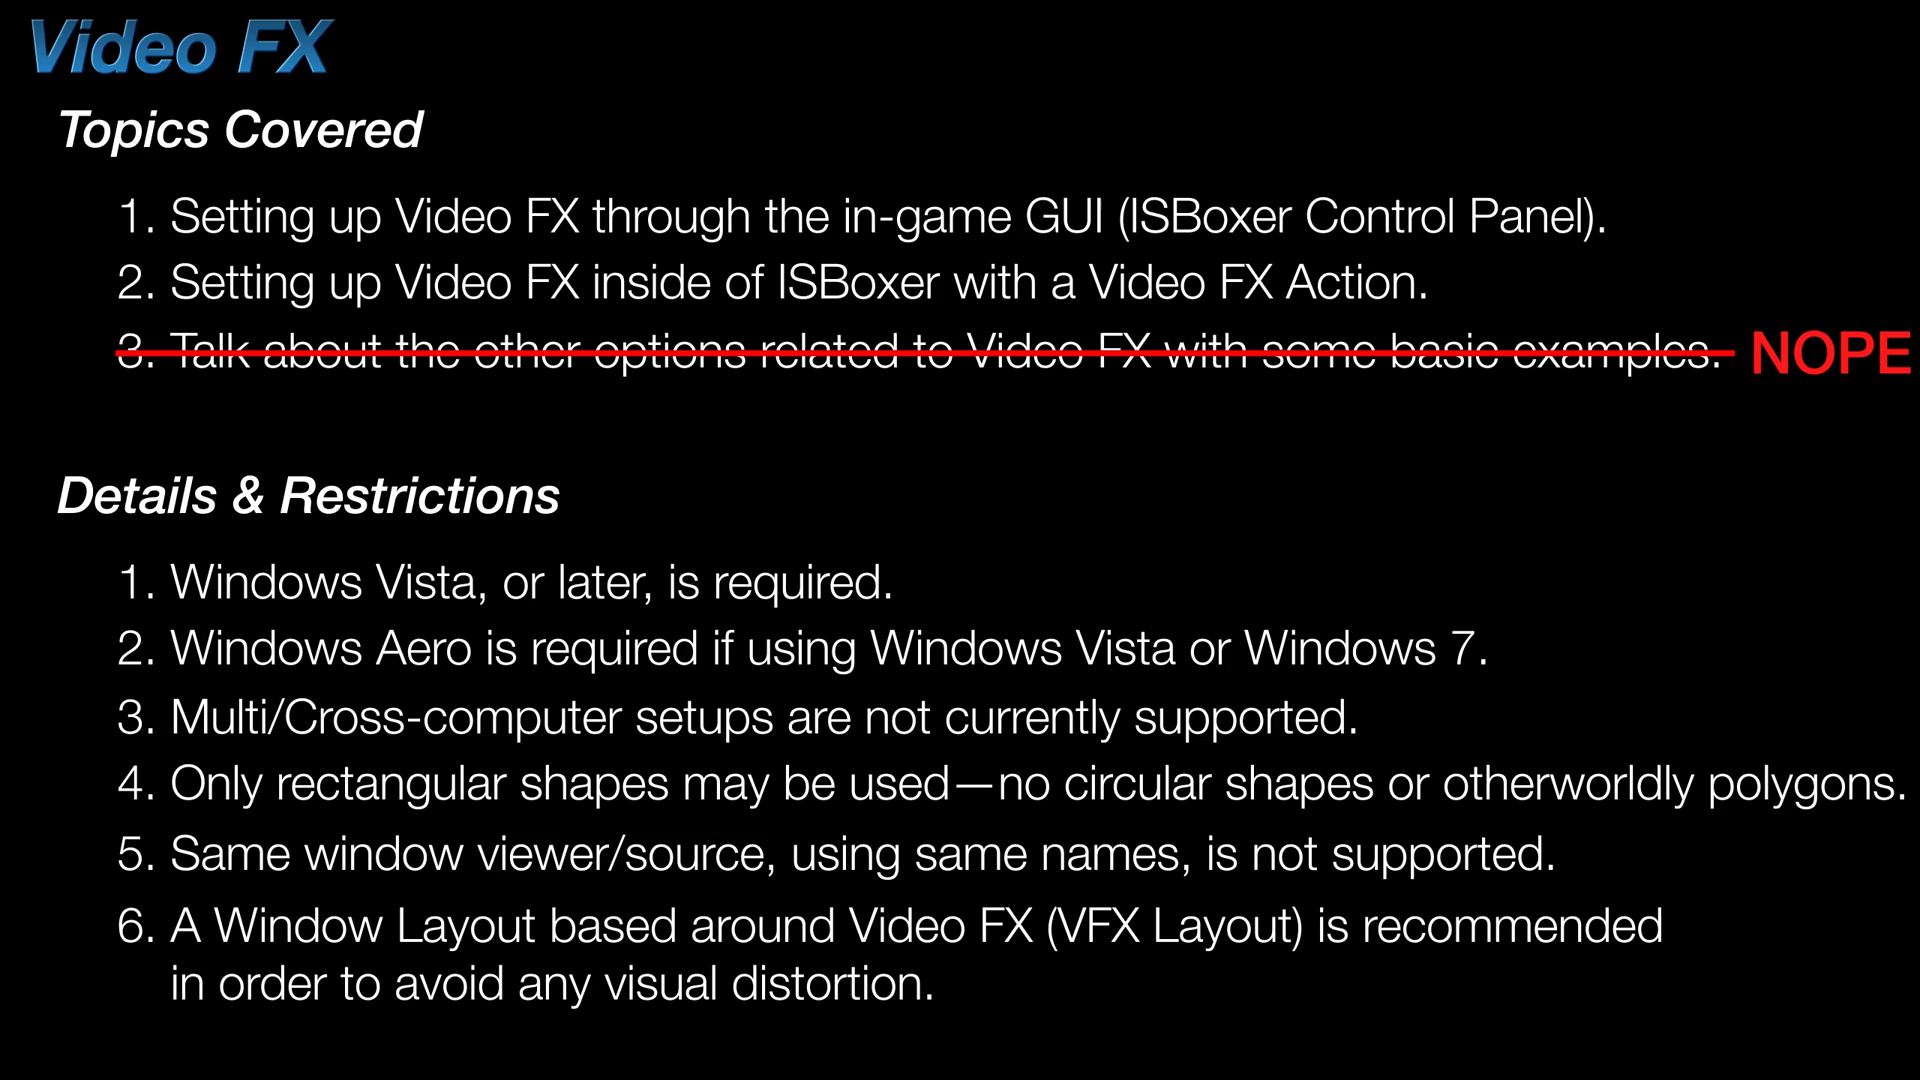 Video FX
Topics Covered
1. Setting up Video FX through the in-game GUI (ISBoxer Control Panel).
2. Setting up Video FX inside of ISBoxer with a Video FX Action.
3. Talk about the other options related to Video FX with some basic examples. NOPE
Details & Restrictions
1. Windows Vista, or later, is required.
2. Windows Aero is required if using Windows Vista or Windows 7.
3. Multi/Cross-computer setups are not currently supported.
4. Only rectangular shapes may be used—no circular shapes or otherworldly polygons.
5. Same window viewer/source, using same names, is not supported.
6. A Window Layout based around Video FX (VFX Layout) is recommended
in order to avoid any visual distortion.